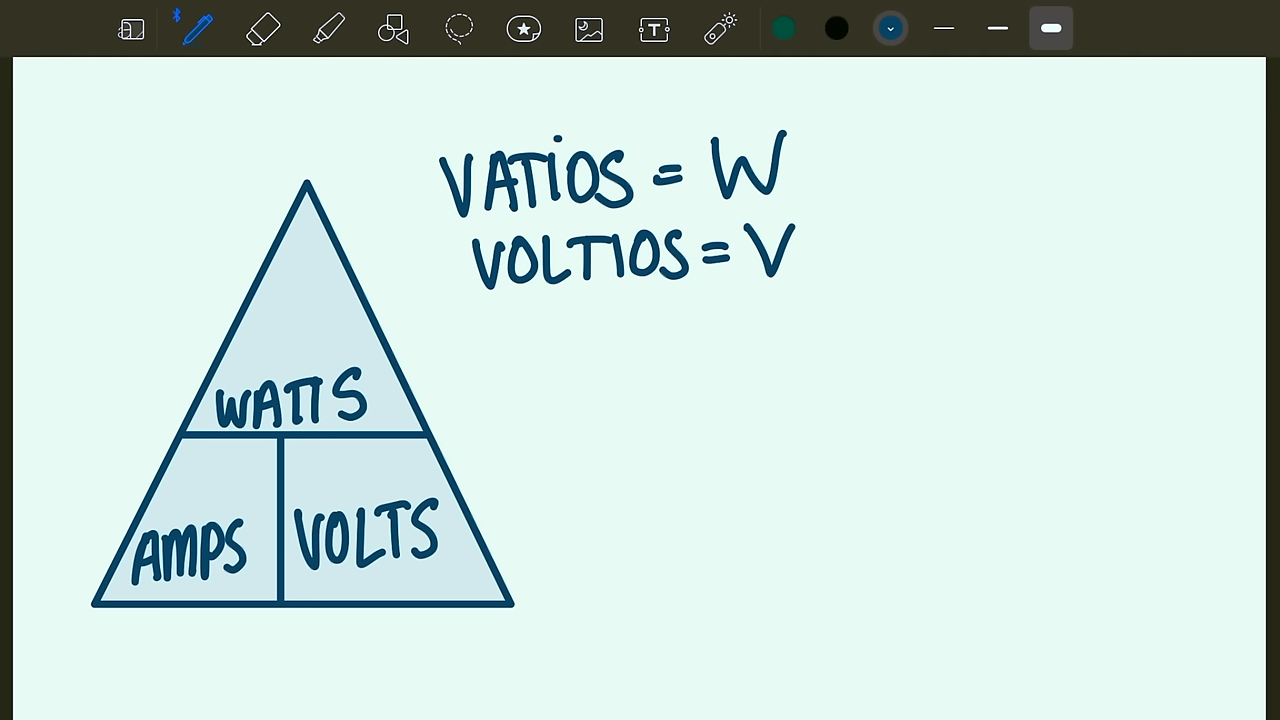 VATIOS = W
VOLTIOS = V
WATTS
AMPS
VOLTS